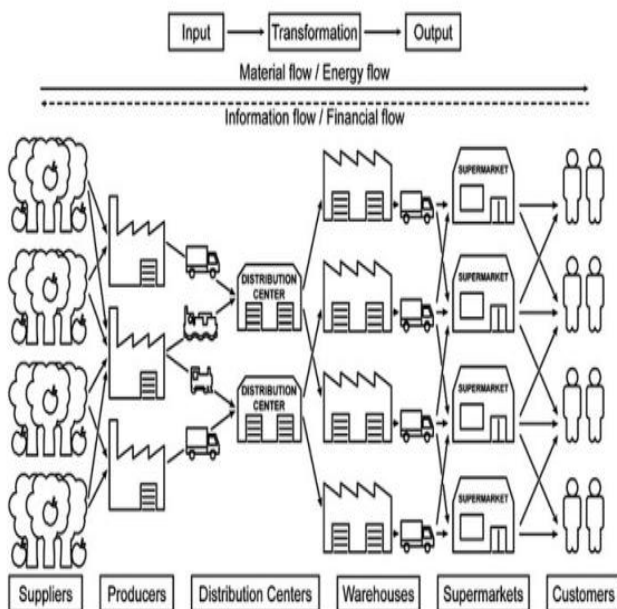 Input
Transformation
Output
Material flow / Energy flow
Information flow / Financial flow
SUPERMARKET
DISTRIBUTION
CENTER
SUPERMARKET
DISTRIBUTION
CENTER
SUPERMARKET
SUPERMARKET
Suppliers
Producers
Distribution Centers
Warehouses
Supermarkets
Customers